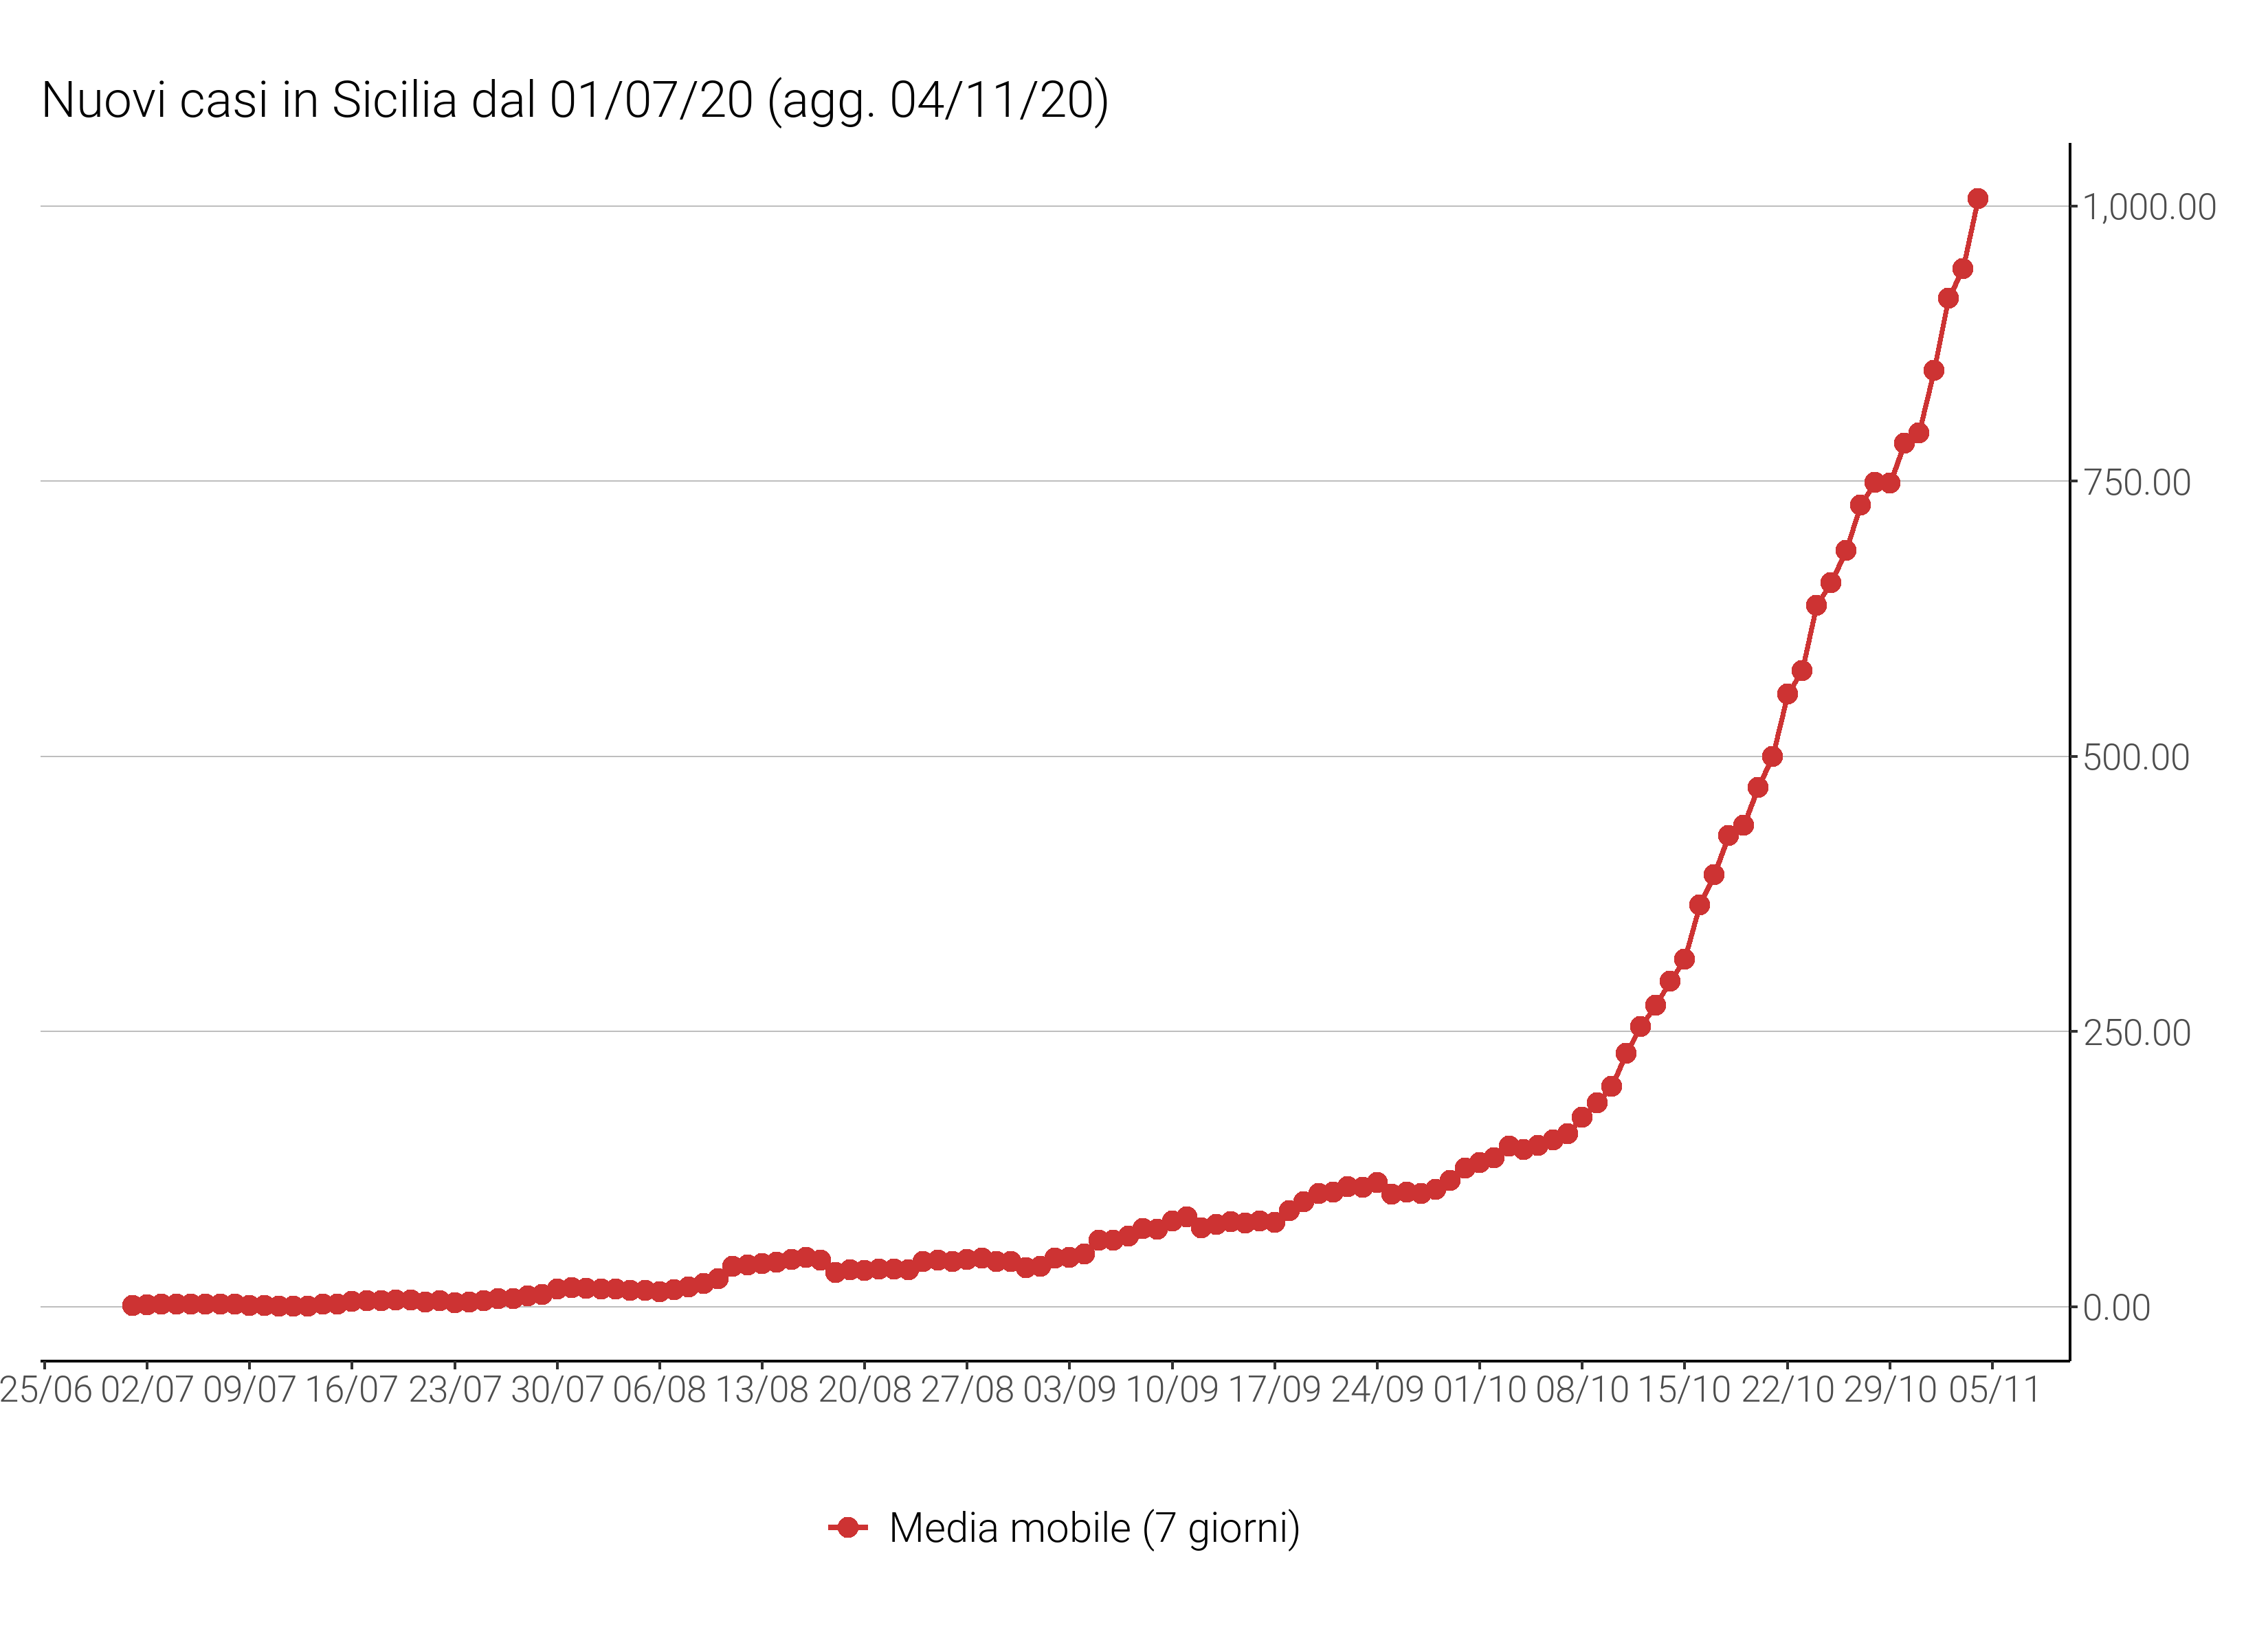 Nuovi casi in Sicilia dal 01/07/20 (agg. 04/11/20)
1,000.00
750.00
500.00
250.00
0.00
25/06 02/07 09/07 16/07 23/07 30/07 06/08 13/08 20/08 27/08 03/09 10/09 17/09 24/09 01/10 08/10 15/10 22/10 29/10 05/11
Media mobile (7 giorni)